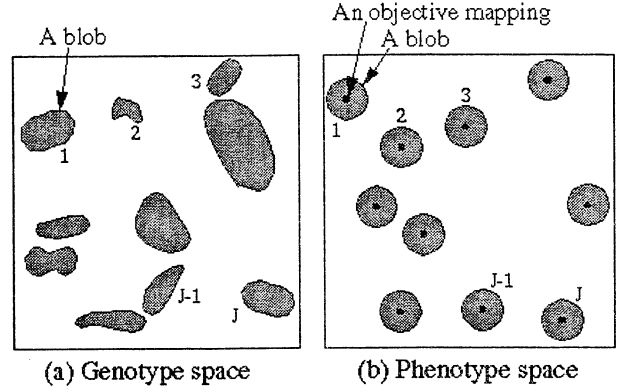 An objective mapping
A blob
A blob
3
2
1
J-1
J
1
2
3
J-1
J
(a) Genotype space
(b) Phenotype space